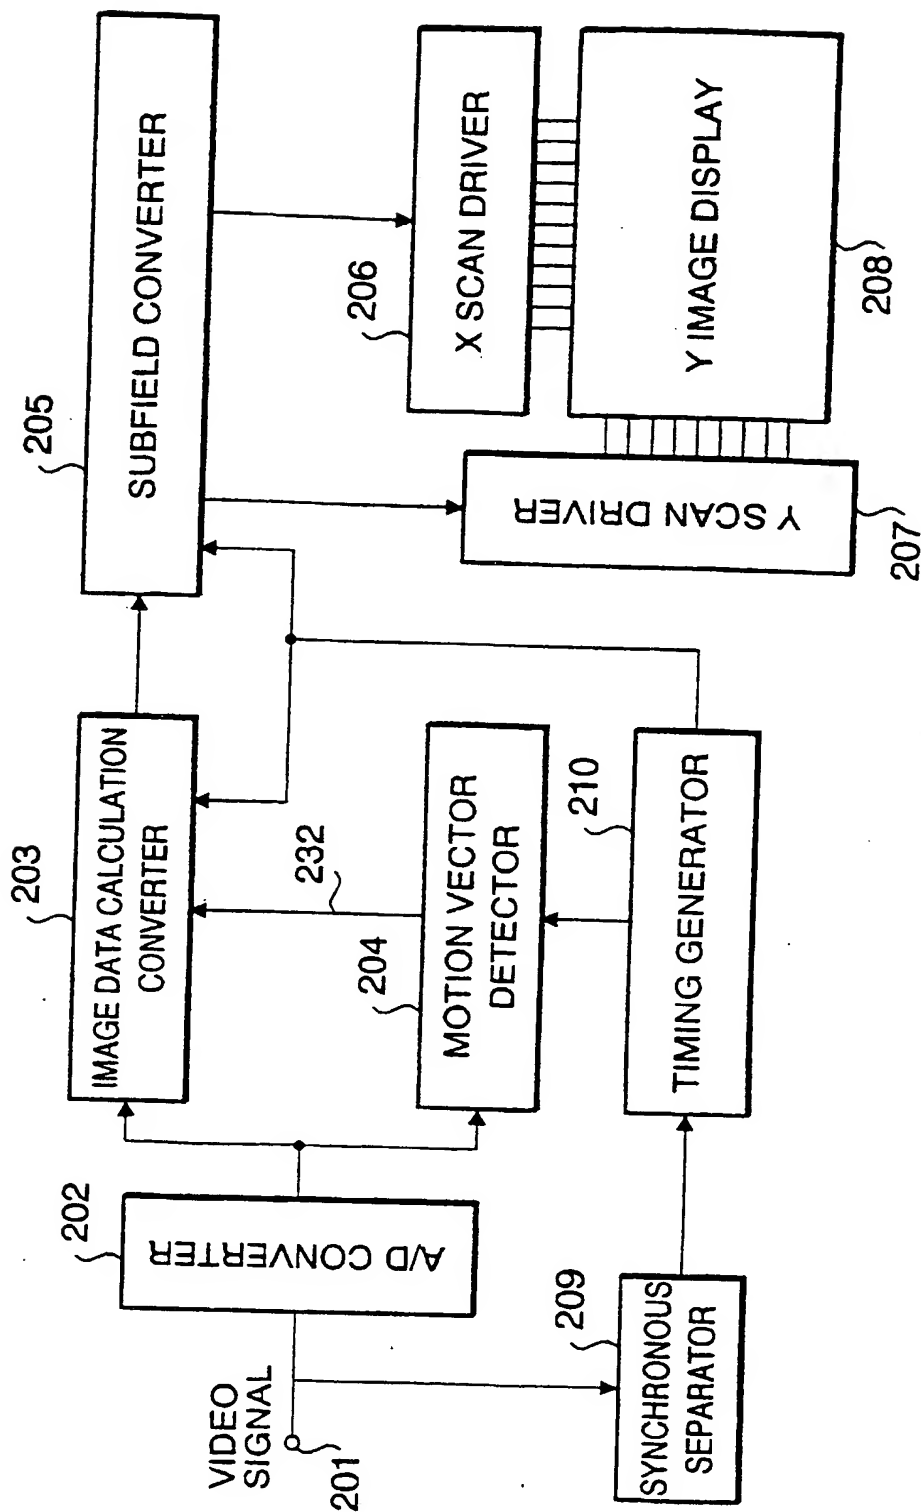 VIDEO
SIGNAL
201
202
A/D CONVERTER
203
IMAGE DATA CALCULATION
CONVERTER
232
204
MOTION VECTOR
DETECTOR
205
SUBFIELD CONVERTER
206
X SCAN DRIVER
Y SCAN DRIVER
207
Y IMAGE DISPLAY
208
209
SYNCHRONOUS
SEPARATOR
210
TIMING GENERATOR